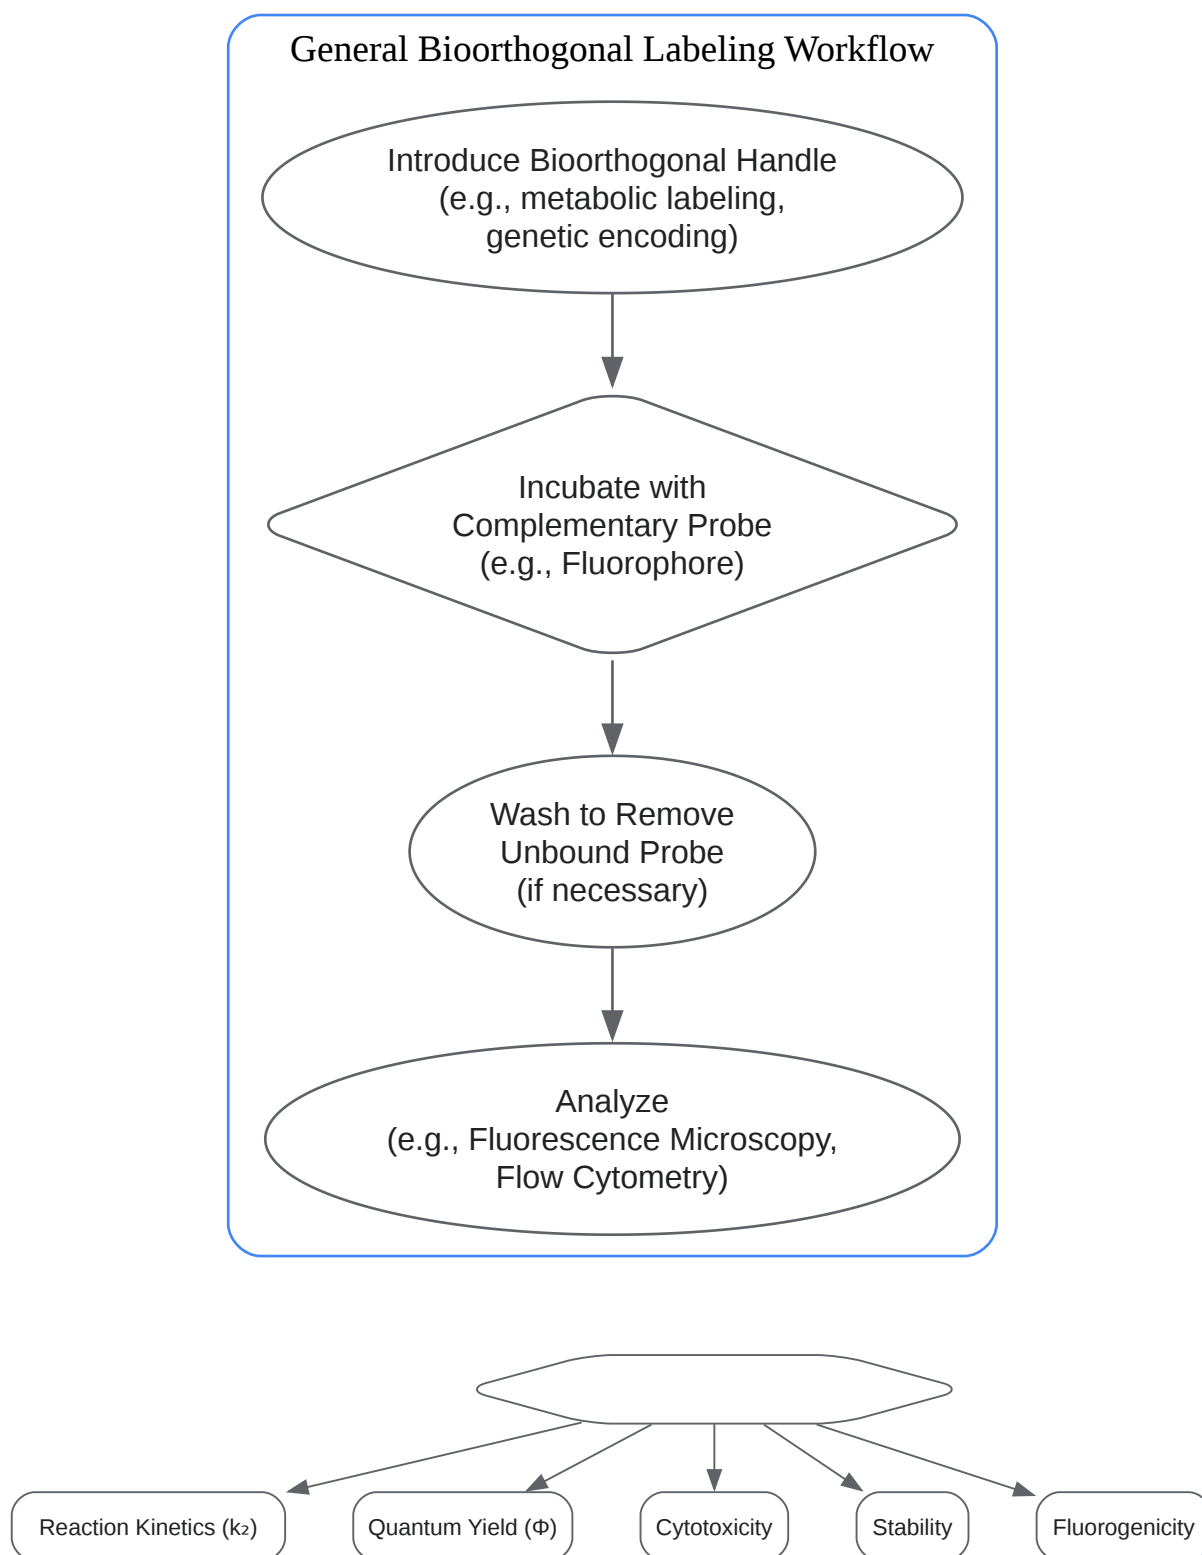 General Bioorthogonal Labeling Workflow
Introduce Bioorthogonal Handle
(e.g., metabolic labeling,
genetic encoding)
Incubate with
Complementary Probe
(e.g., Fluorophore)
Wash to Remove
Unbound Probe
(if necessary)
Analyze
(e.g., Fluorescence Microscopy,
Flow Cytometry)
Reaction Kinetics (k₂)
Quantum Yield (Φ)
Cytotoxicity
Stability
Fluorogenicity